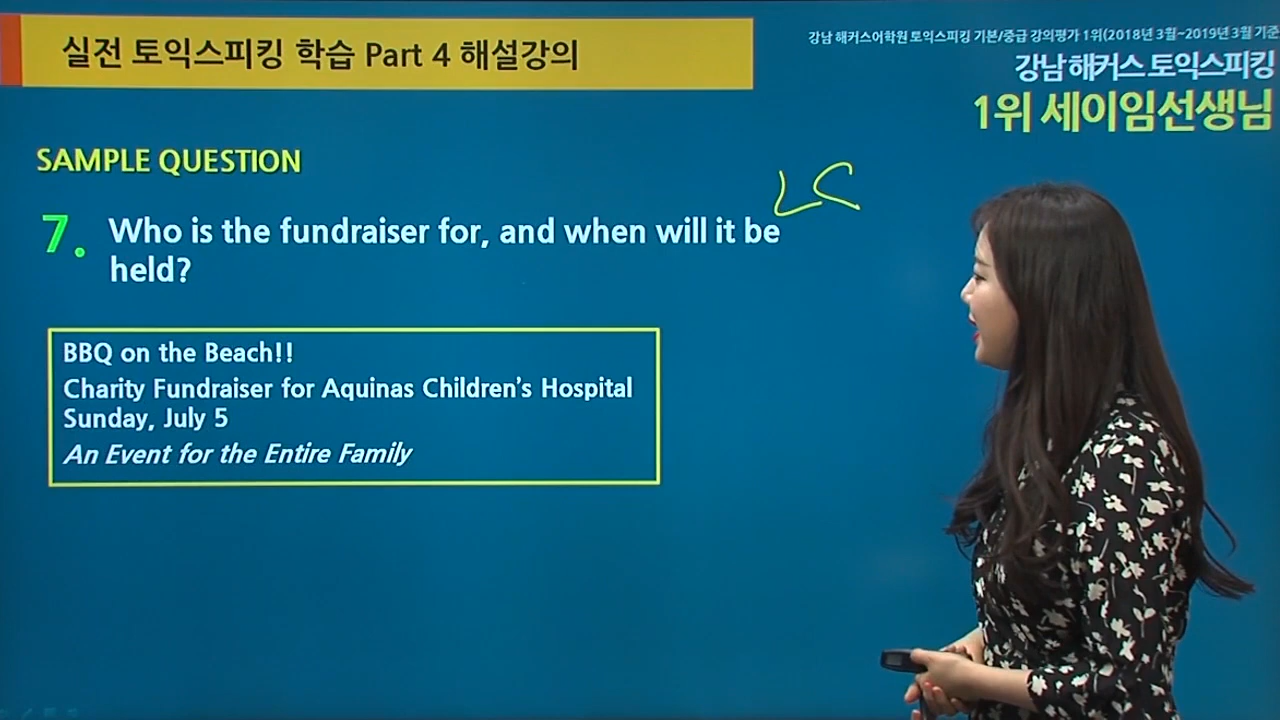 실전 토익스피킹 학습 Part 4 해설강의
강남 해커스어학원 토익스피킹 기본/중급 강의평가 1위(2018년 3월~2019년 3월 기준
강남 해커스 토익스피킹
1위 세이임선생님
SAMPLE QUESTION
LC
7. Who is the fundraiser for, and when will it be
held?
BBQ on the Beach!!
Charity Fundraiser for Aquinas Children's Hospital
Sunday, July 5
An Event for the Entire Family